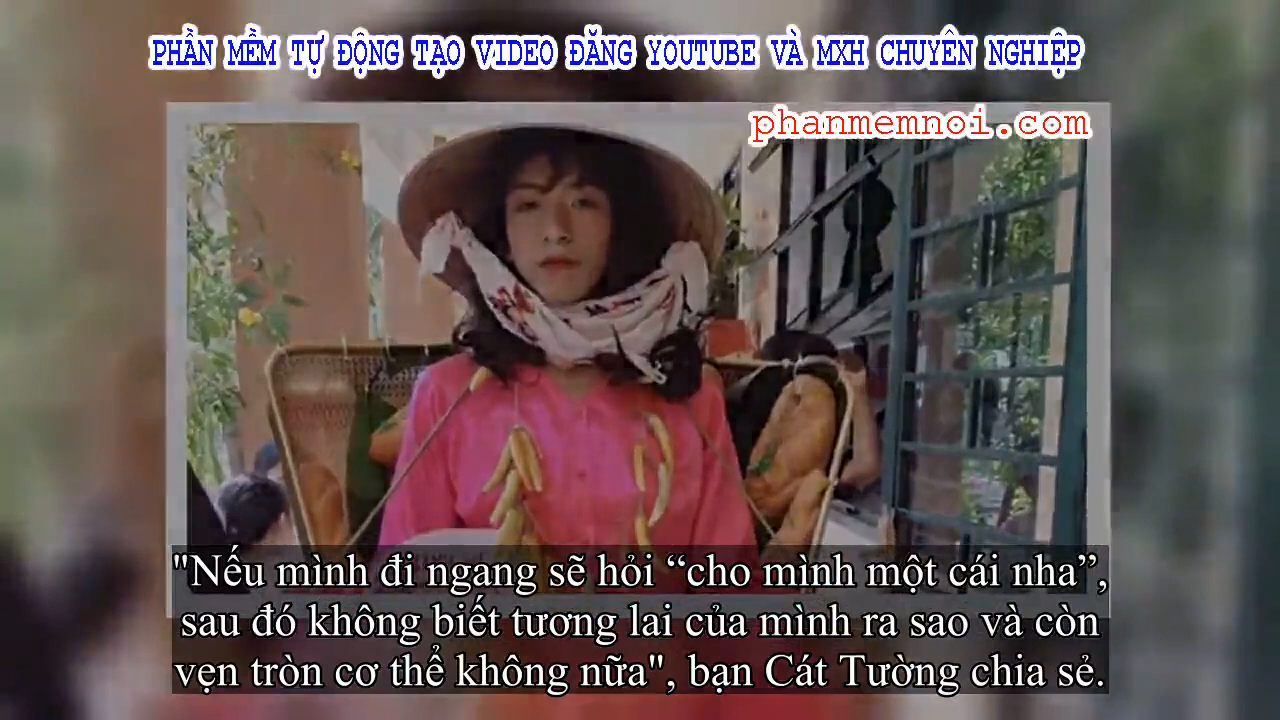 PHẦN MỀM TỰ ĐỘNG TẠO VIDEO ĐĂNG YOUTUBE VÀ MXH CHUYÊN NGHIỆP
phanmemnoi.com
"Nếu mình đi ngang sẽ hỏi “cho mình một cái nha”,
sau đó không biết tương lai của mình ra sao và còn
vẹn tròn cơ thể không nữa", bạn Cát Tường chia sẻ.